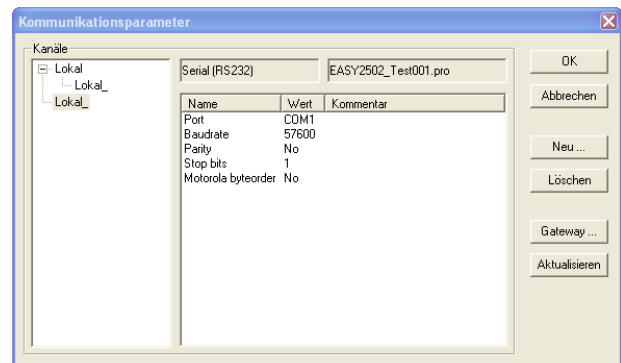 Kommunikationsparameter
Kanäle
Lokal
Lokal_
Lokal_
Serial (RS232)
EASY2502_Test001.pro
Name Wert Kommentar
Port COM1
Baudrate 57600
Parity No
Stop bits 1
Motorola byteorder No
OK
Abbrechen
Neu ...
Löschen
Gateway ...
Aktualisieren